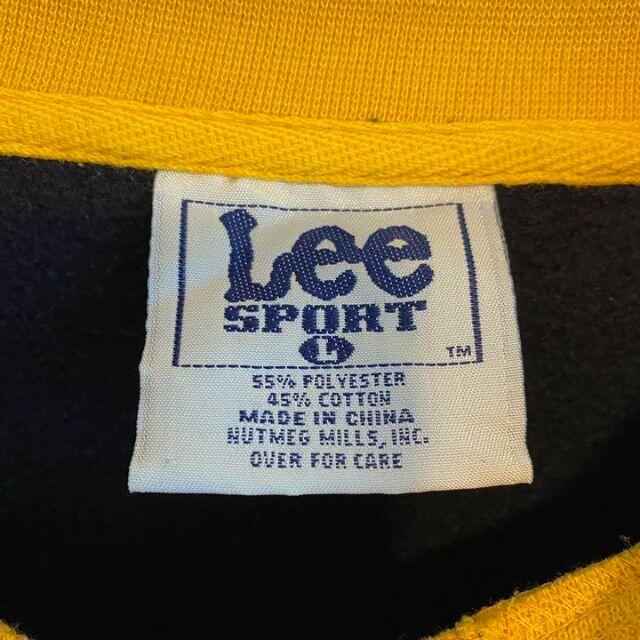 Lee
SPORT
L
TM
55% POLYESTER
45% COTTON
MADE IN CHINA
NUTMEG MILLS, INC.
OVER FOR CARE